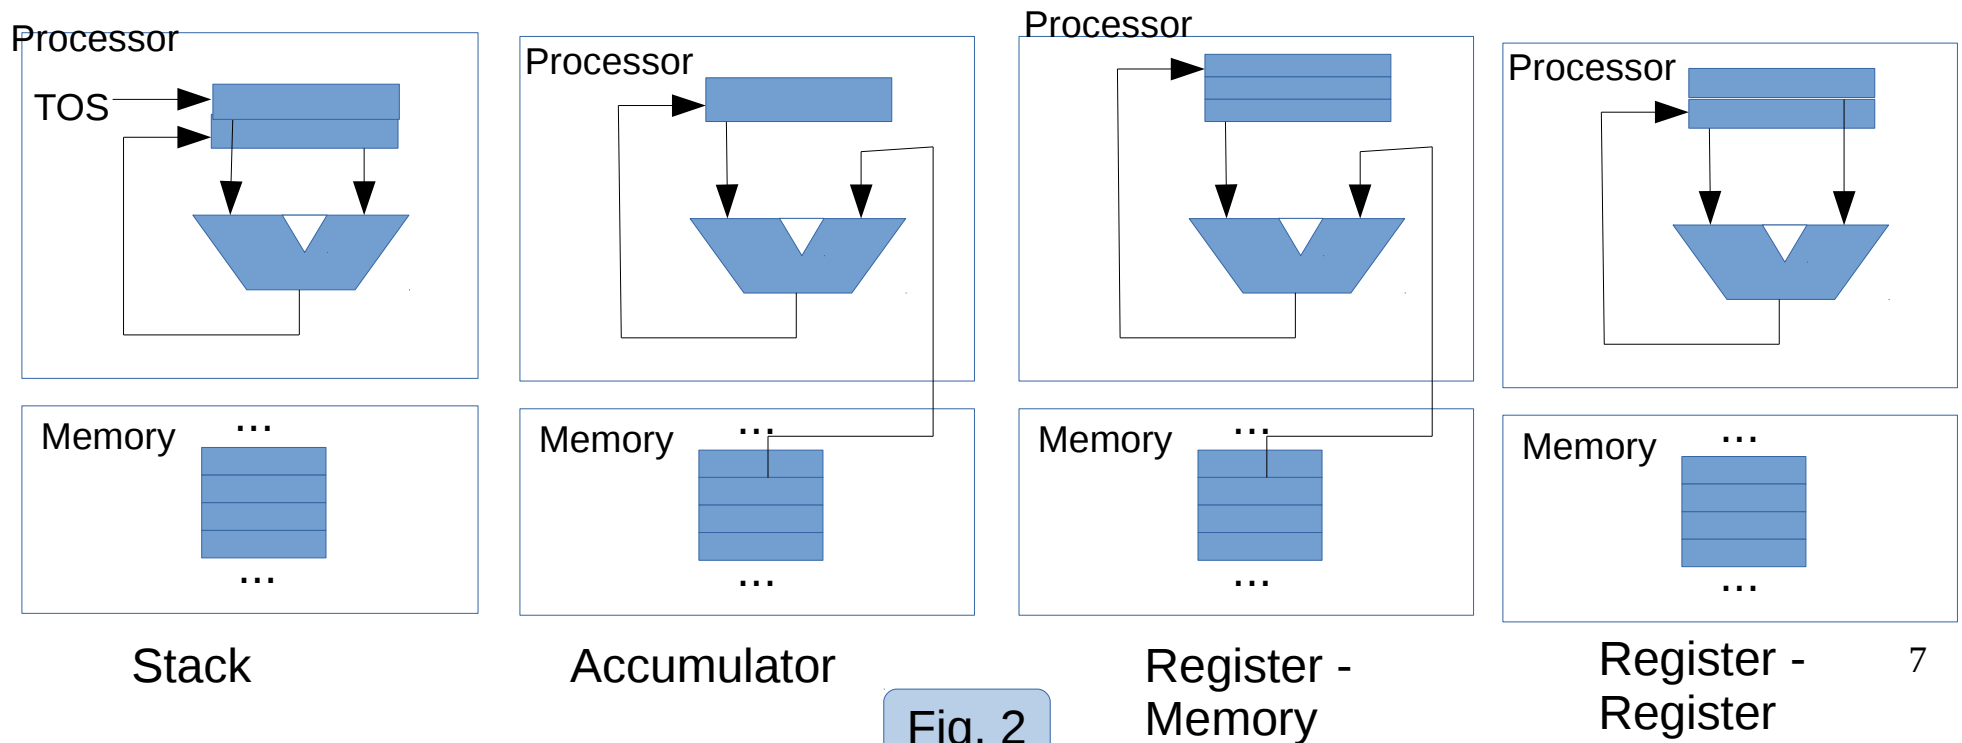 Processor
TOS
Memory
...
...
Stack
Processor
Memory
...
...
Accumulator
Processor
Memory
...
...
Register -
Memory
Processor
Memory
...
...
Register -
Register
7
Fig. 2